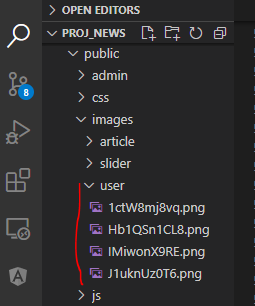 OPEN EDITORS
PROJ_NEWS
public
admin
css
images
article
slider
user
1ctW8mj8vq.png
Hb1QSn1CL8.png
IMiwonX9RE.png
J1uknUz0T6.png
js
8